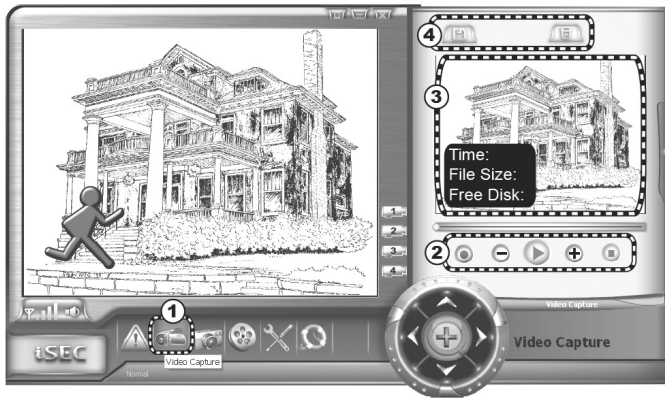 4
3
Time:
File Size:
Free Disk:
1
2
3
4
2
1
Video Capture
iSEC
Video Capture
Video Capture
Normal